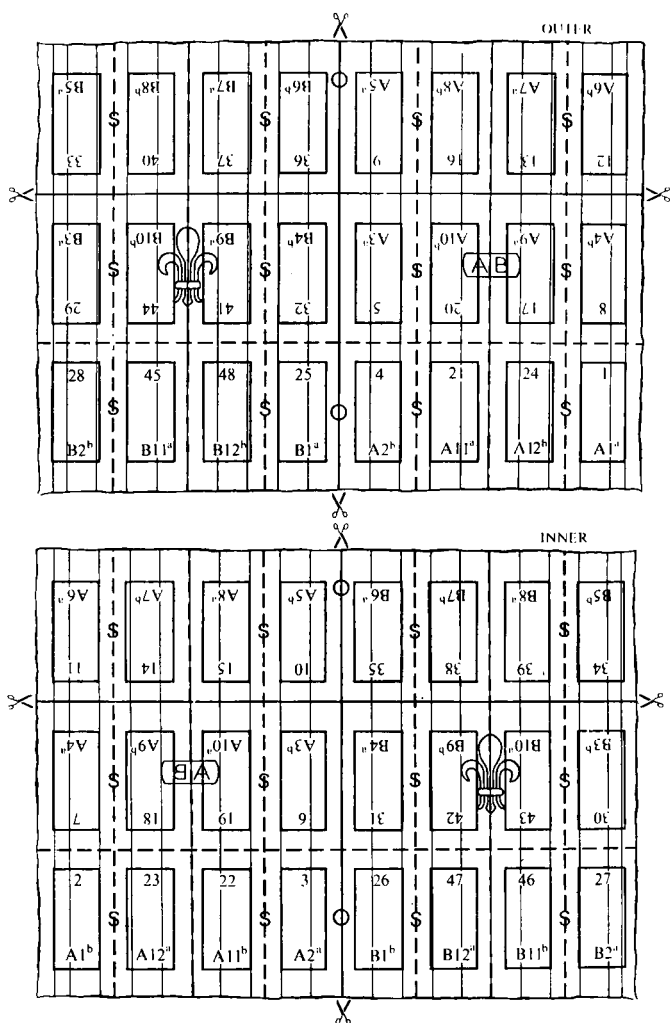 OUTER
B5ᵃ B8ᵇ B7ᵃ B6ᵇ A5ᵃ A8ᵇ A7ᵃ A6ᵇ
$ $ $ $
33 40 37 36 9 16 13 12
B3ᵃ B10ᵇ B9ᵃ B4ᵇ A3ᵃ A10ᵇ A9ᵃ A4ᵇ
$ $ $ A B $
29 44 41 32 5 20 17 8
28 45 48 25 4 21 24 1
$ $ $ $
B2ᵇ B11ᵃ B12ᵇ B1ᵃ A2ᵇ A11ᵃ A12ᵇ A1ᵃ
INNER
A6ᵃ A7ᵇ A8ᵃ A5ᵇ B6ᵃ B7ᵇ B8ᵃ B5ᵇ
$ $ $ $
11 14 15 10 35 38 39 34
A4ᵃ A9ᵇ A10ᵃ A3ᵇ B4ᵃ B9ᵇ B10ᵃ B3ᵇ
$ A B $ $ $
7 18 19 6 31 42 43 30
2 23 22 3 26 47 46 27
$ $ $ $
A1ᵇ A12ᵃ A11ᵇ A2ᵃ B1ᵇ B12ᵃ B11ᵇ B2ᵃ